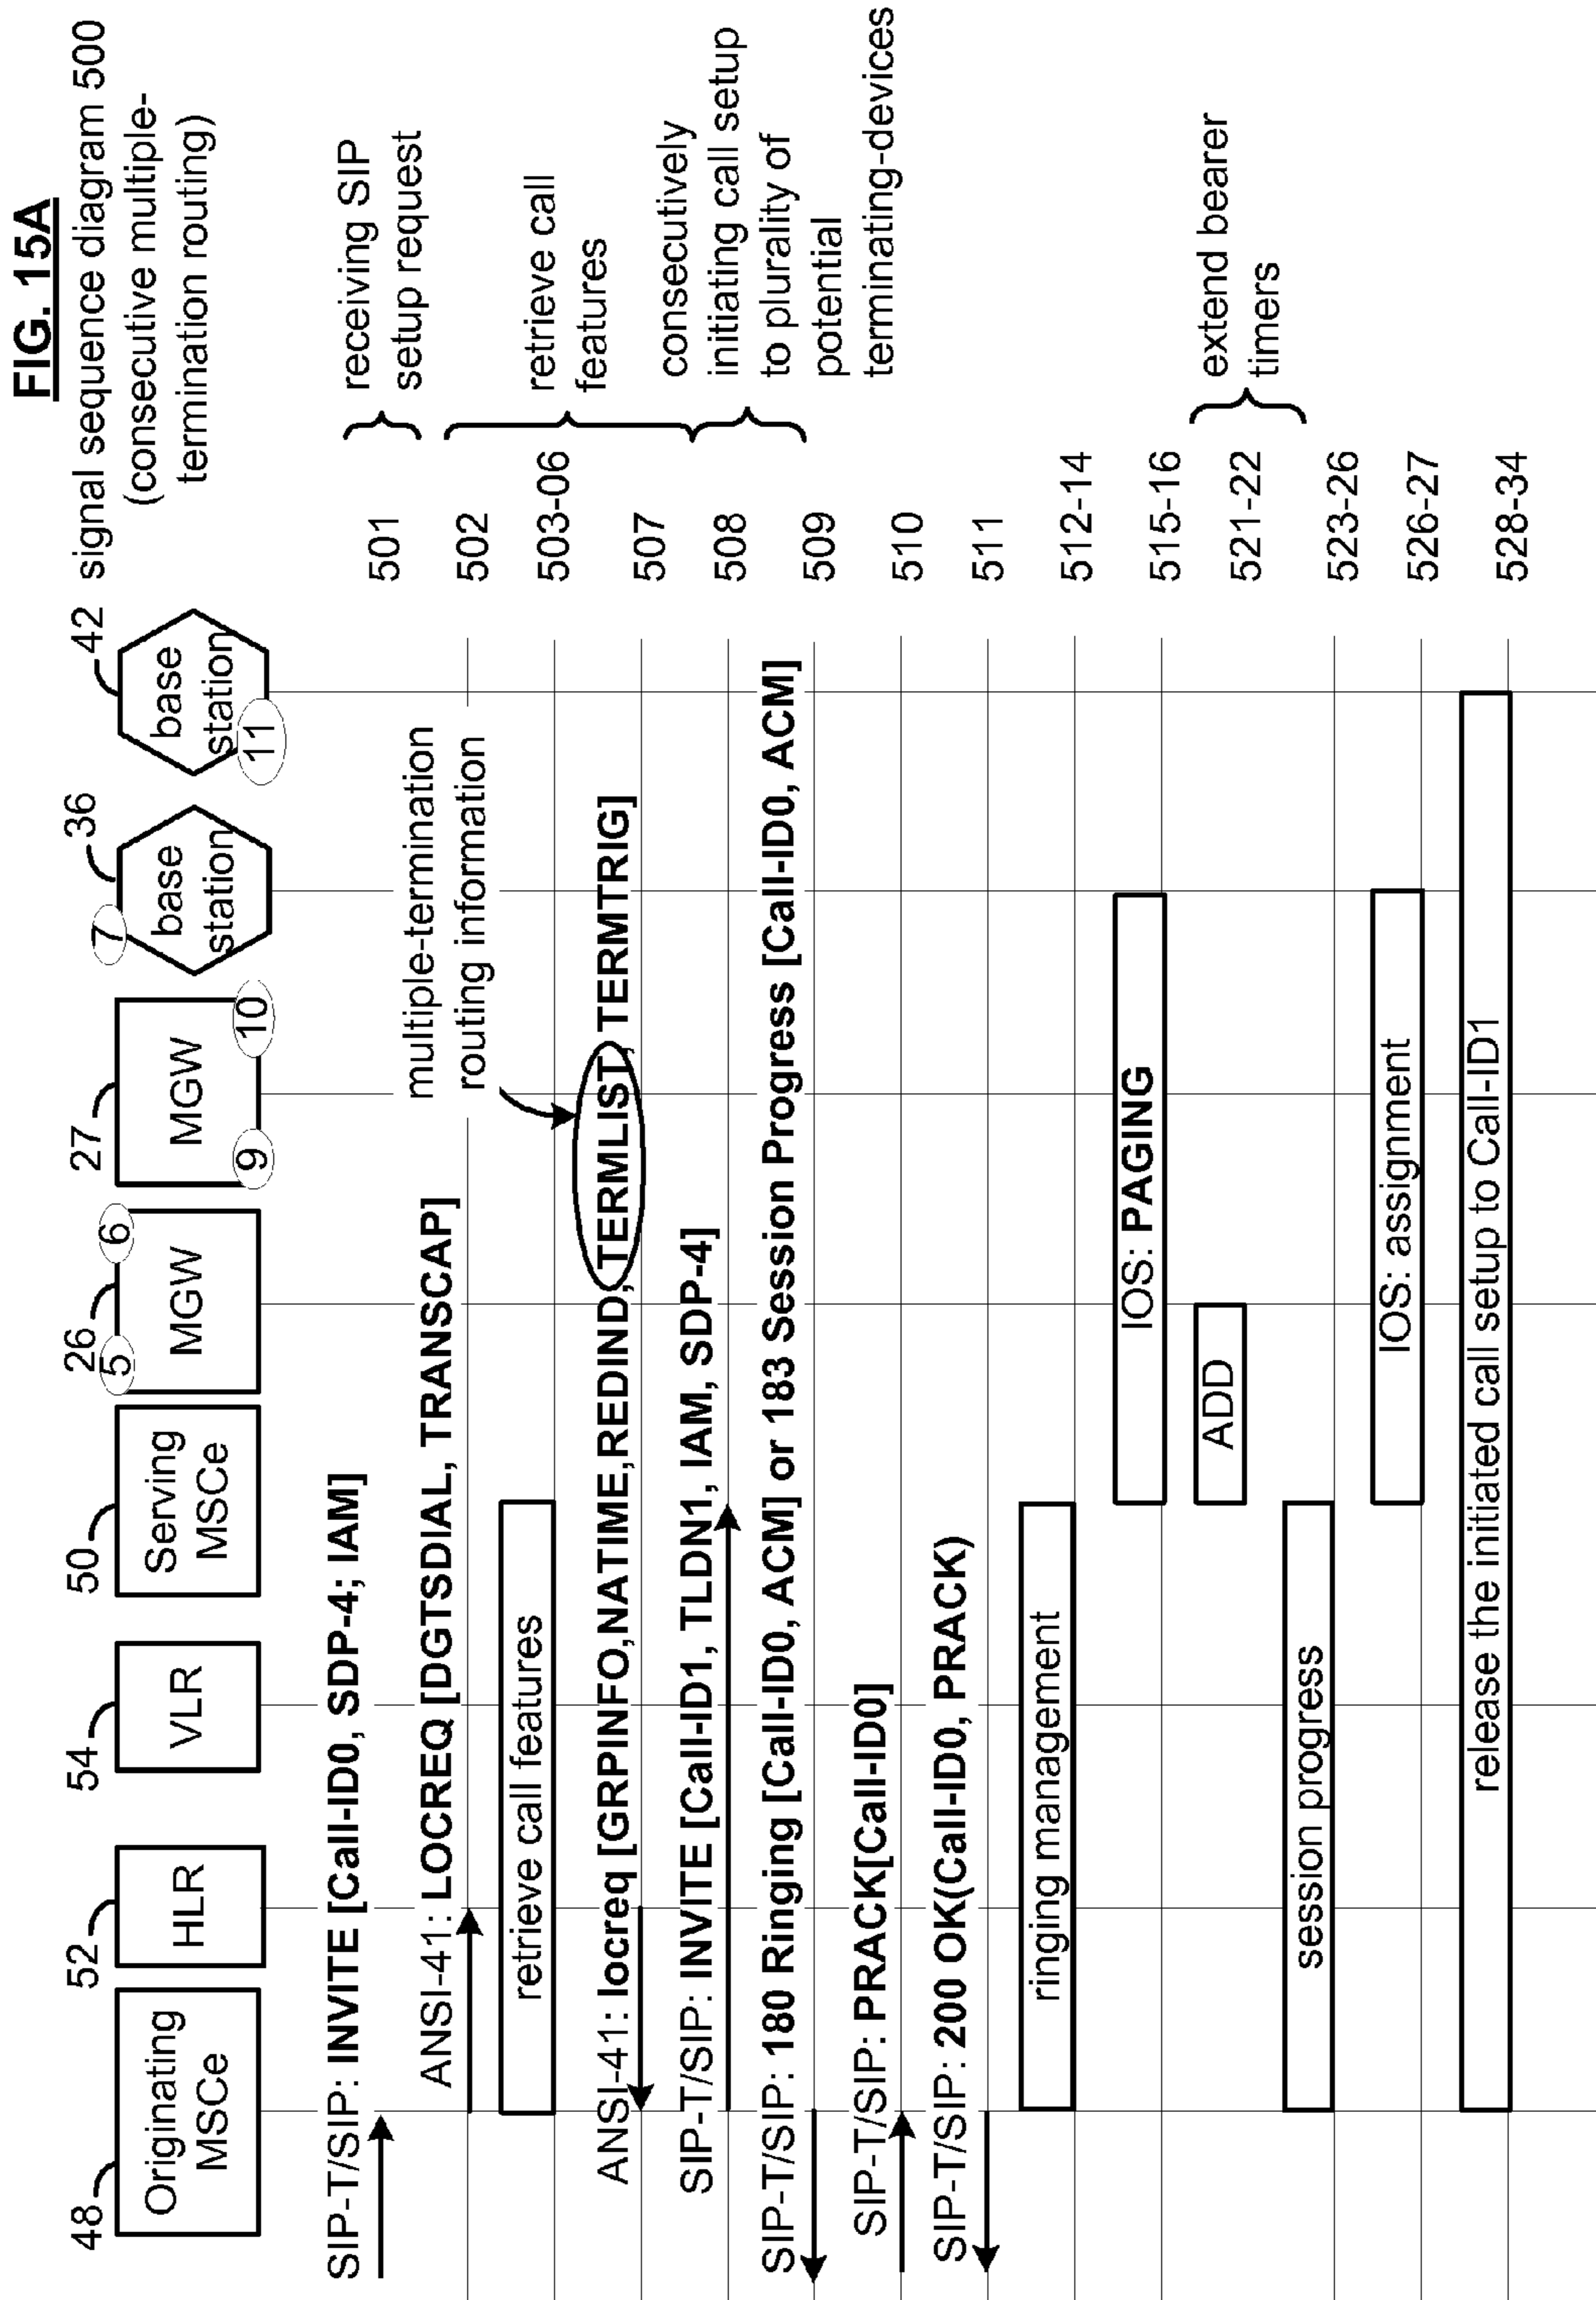 FIG. 15A
signal sequence diagram 500
(consecutive multiple-
termination routing)
48
52
54
50
26
27
36
42
Originating
MSCe
HLR
VLR
Serving
MSCe
5
6
MGW
9
10
MGW
7
base
station
11
base
station
SIP-T/SIP: INVITE [Call-ID0, SDP-4; IAM]
501
receiving SIP
setup request
ANSI-41: LOCREQ [DGTSDIAL, TRANSCAP]
502
multiple-termination
routing information
retrieve call features
503-06
retrieve call
features
ANSI-41: locreq [GRPINFO,NATIME,REDIND, TERMLIST, TERMTRIG]
507
SIP-T/SIP: INVITE [Call-ID1, TLDN1, IAM, SDP-4]
508
consecutively
initiating call setup
to plurality of
potential
terminating-devices
SIP-T/SIP: 180 Ringing [Call-ID0, ACM] or 183 Session Progress [Call-ID0, ACM]
509
SIP-T/SIP: PRACK[Call-ID0]
510
SIP-T/SIP: 200 OK(Call-ID0, PRACK)
511
ringing management
512-14
IOS: PAGING
515-16
ADD
521-22
extend bearer
timers
session progress
523-26
IOS: assignment
526-27
release the initiated call setup to Call-ID1
528-34